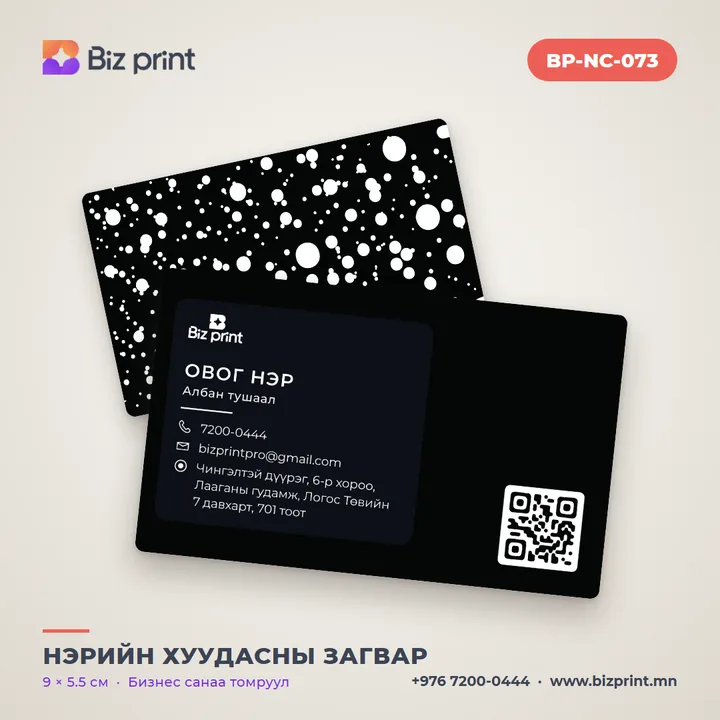 Biz print
BP-NC-073
Biz print
ОВОГ НЭР
Албан тушаал
7200-0444
bizprintpro@gmail.com
Чингэлтэй дүүрэг, 6-р хороо,
Лааганы гудамж, Логос Төвийн
7 давхарт, 701 тоот
НЭРИЙН ХУУДАСНЫ ЗАГВАР
9 × 5.5 см · Бизнес санаа томруул
+976 7200-0444 · www.bizprint.mn